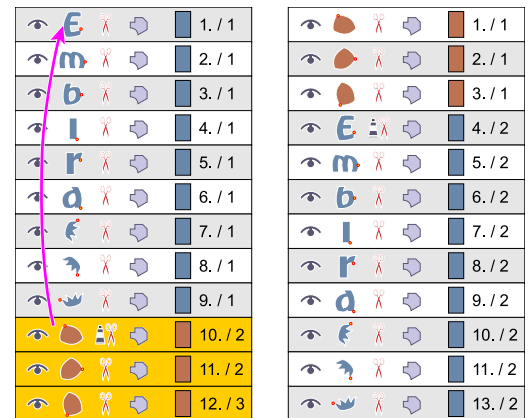 E 1. / 1
m 2. / 1
b 3. / 1
l 4. / 1
r 5. / 1
a 6. / 1
7. / 1
8. / 1
9. / 1
10. / 2
11. / 2
12. / 3
1. / 1
2. / 1
3. / 1
E 4. / 2
m 5. / 2
b 6. / 2
l 7. / 2
r 8. / 2
a 9. / 2
10. / 2
11. / 2
13. / 2